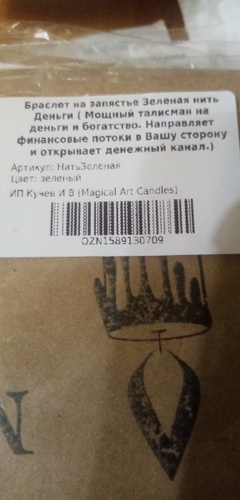 Браслет на запястье Зеленая нить
Деньги ( Мощный талисман на
деньги и богатство. Направляет
финансовые потоки в Вашу сторону
и открывает денежный канал.)
Артикул: НитьЗеленая
Цвет: зеленый
ИП Кучев И В (Magical Art Candles)
OZN1589130709
N